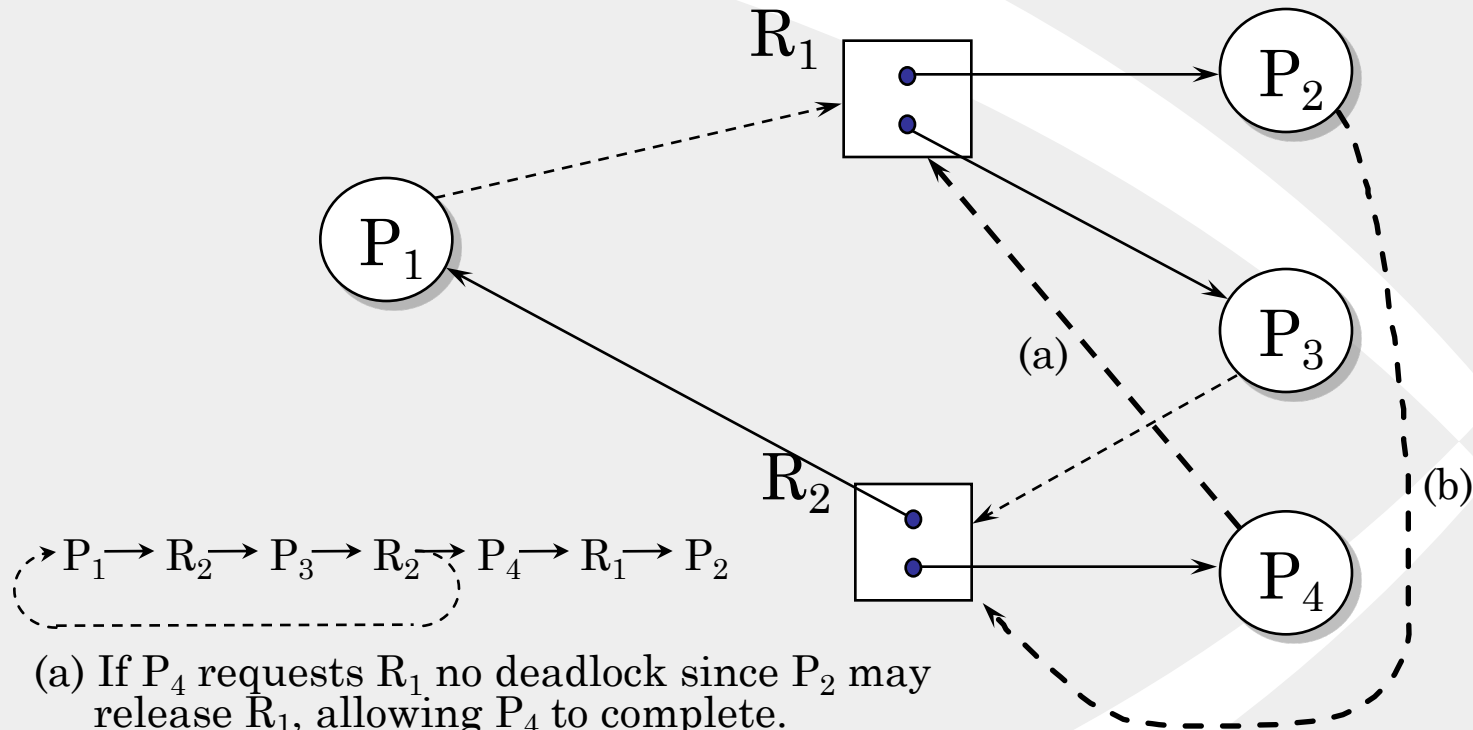 R₁
P₂
P₁
P₃
(a)
R₂
(b)
P₁ → R₂ → P₃ → R₂ → P₄ → R₁ → P₂
P₄
(a) If P₄ requests R₁ no deadlock since P₂ may
release R₁, allowing P₄ to complete.